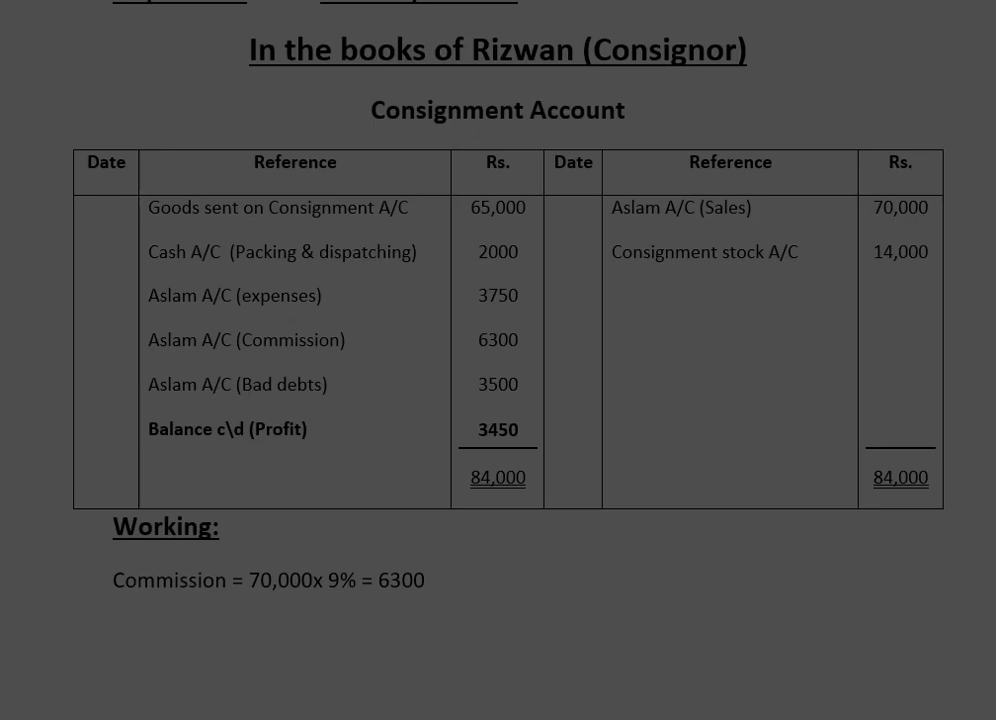 In the books of Rizwan (Consignor)
Consignment Account
Date Reference Rs. Date Reference Rs.
Goods sent on Consignment A/C 65,000 Aslam A/C (Sales) 70,000
Cash A/C (Packing & dispatching) 2000 Consignment stock A/C 14,000
Aslam A/C (expenses) 3750
Aslam A/C (Commission) 6300
Aslam A/C (Bad debts) 3500
Balance c\d (Profit) 3450
84,000 84,000
Working:
Commission = 70,000x 9% = 6300